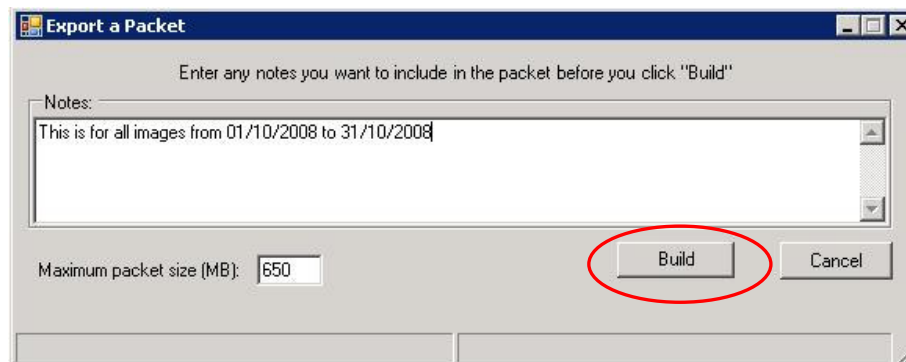 Export a Packet
Enter any notes you want to include in the packet before you click "Build"
Notes:
This is for all images from 01/10/2008 to 31/10/2008
Maximum packet size (MB): 650
Build
Cancel